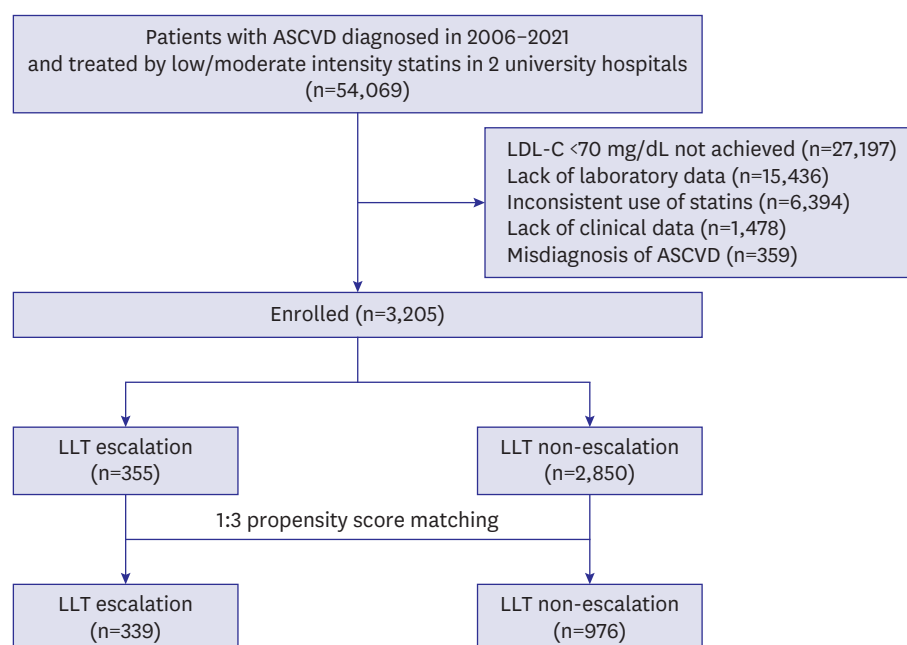 Patients with ASCVD diagnosed in 2006–2021
and treated by low/moderate intensity statins in 2 university hospitals
(n=54,069)
LDL-C <70 mg/dL not achieved (n=27,197)
Lack of laboratory data (n=15,436)
Inconsistent use of statins (n=6,394)
Lack of clinical data (n=1,478)
Misdiagnosis of ASCVD (n=359)
Enrolled (n=3,205)
LLT escalation
(n=355)
LLT non-escalation
(n=2,850)
1:3 propensity score matching
LLT escalation
(n=339)
LLT non-escalation
(n=976)